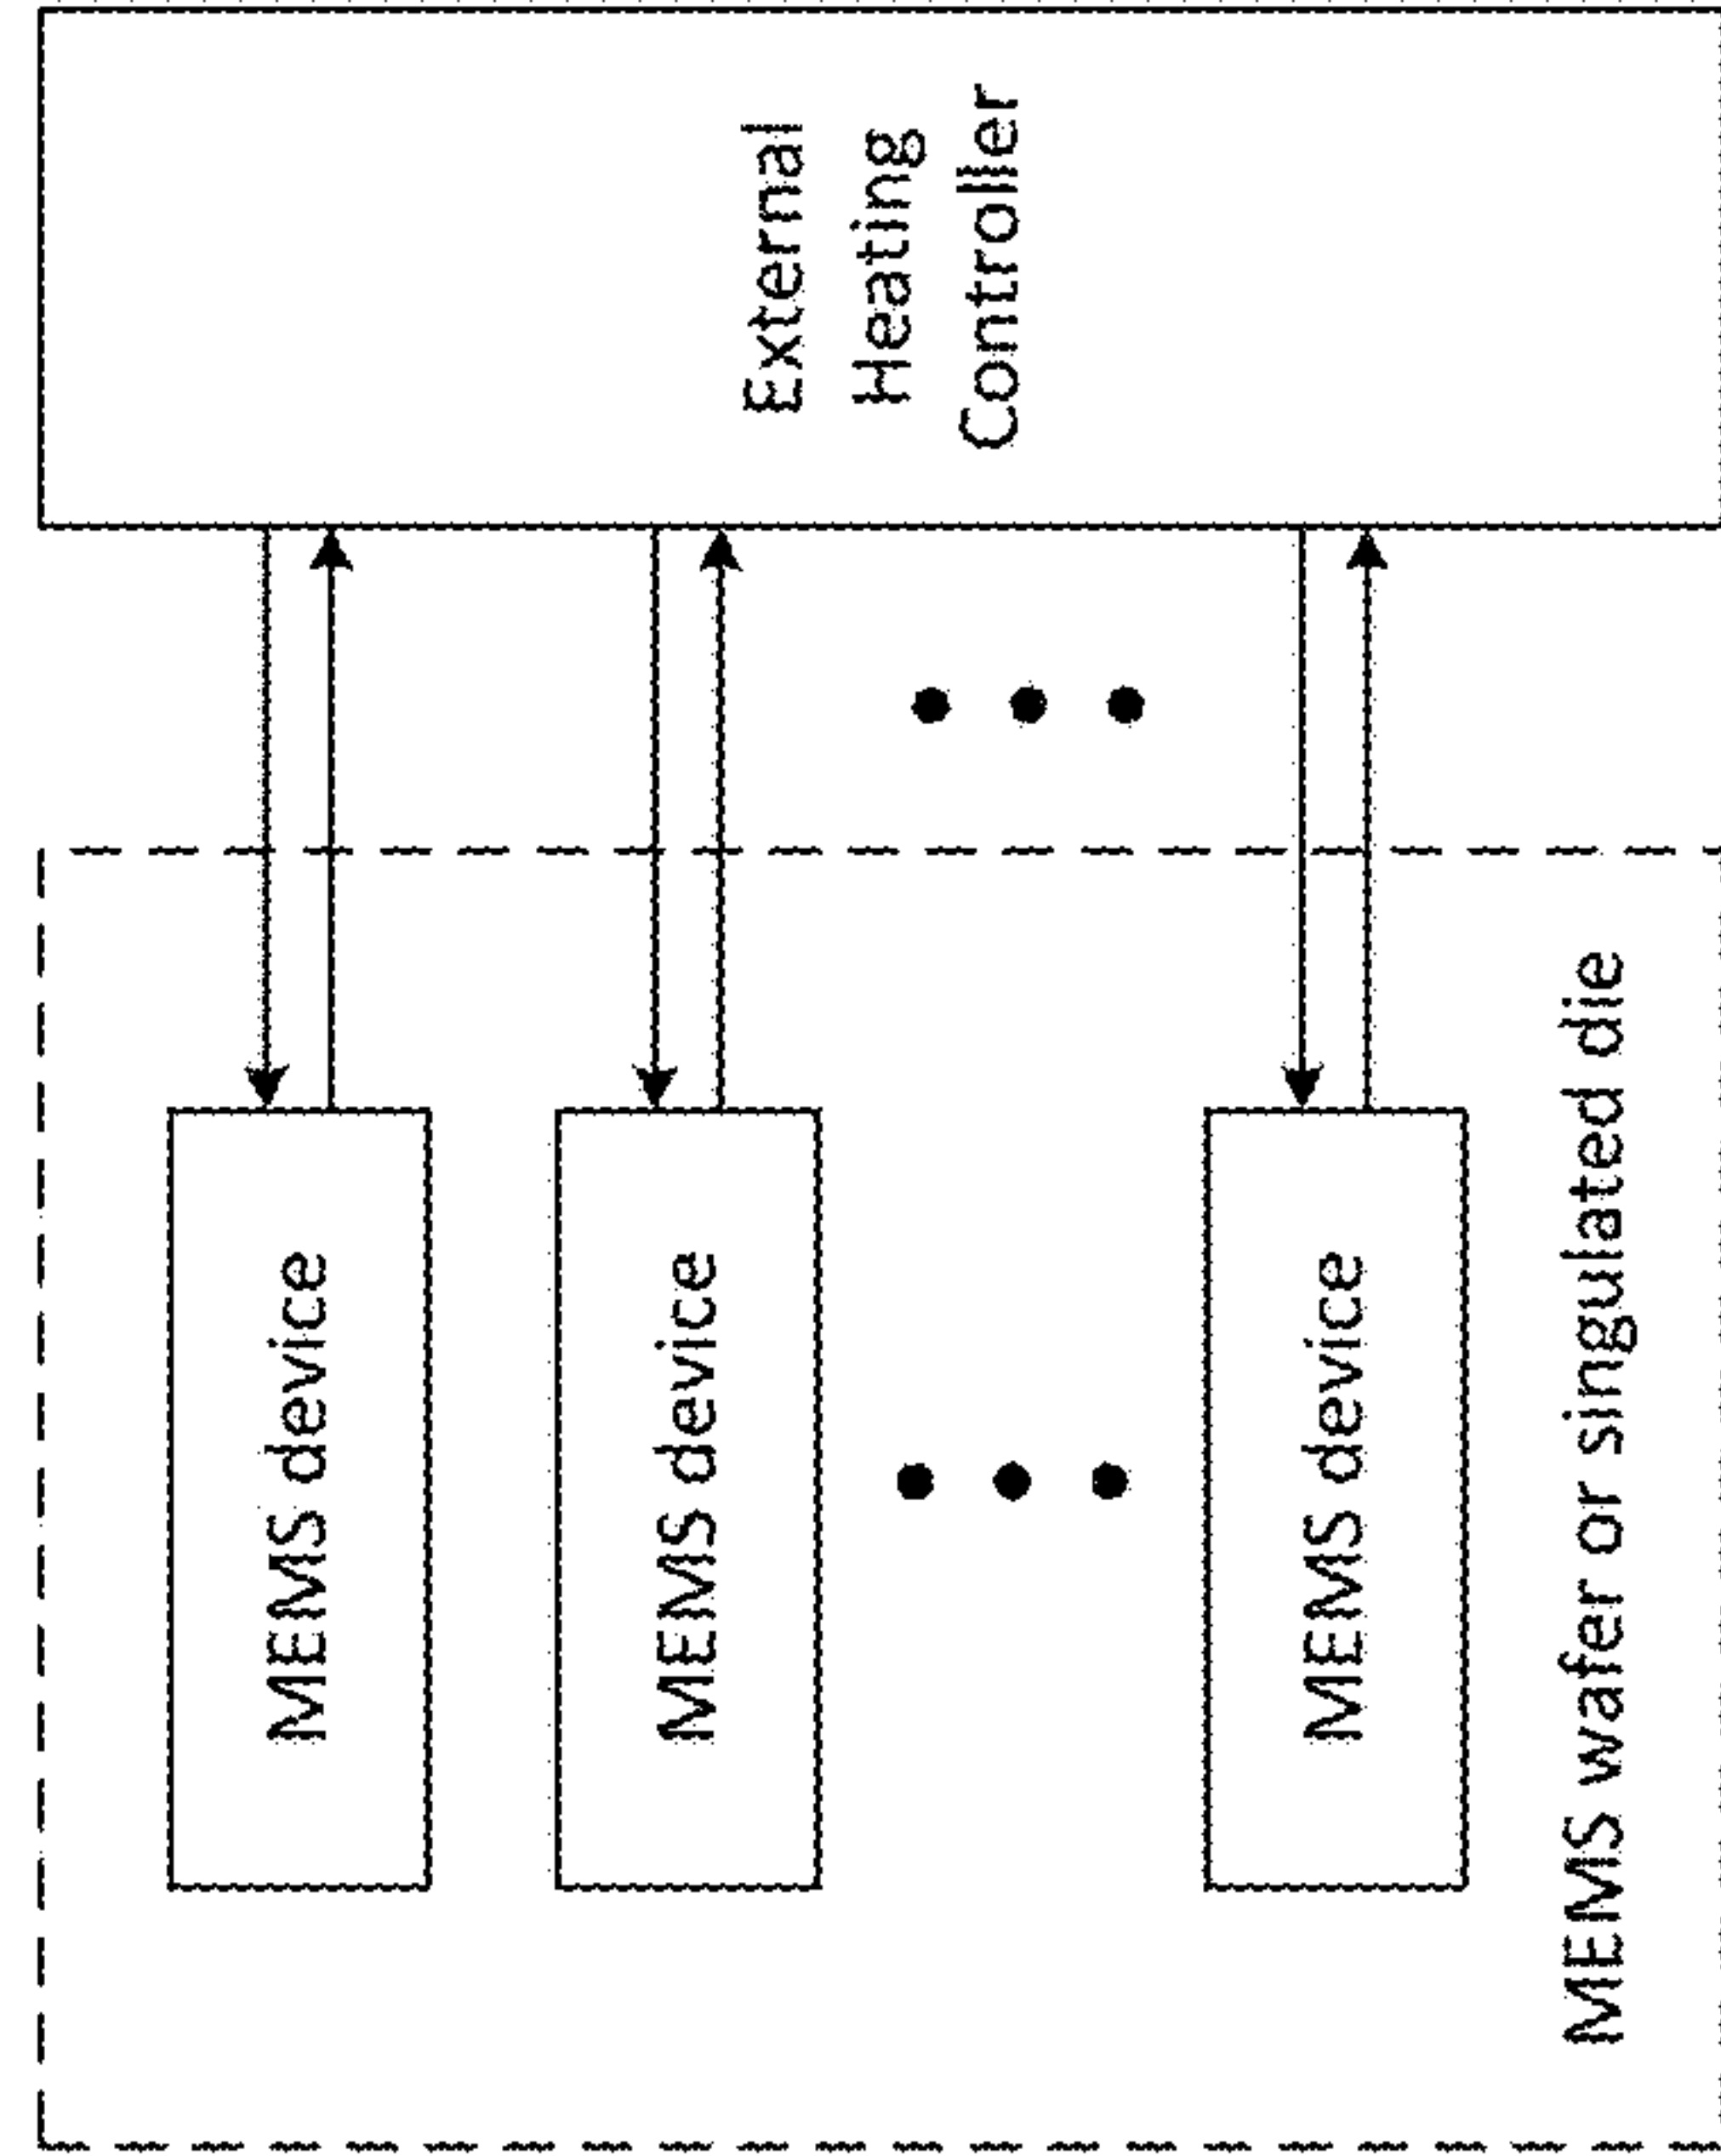 MEMS device
MEMS device
MEMS device
MEMS wafer or singulated die
External
Heating
Controller